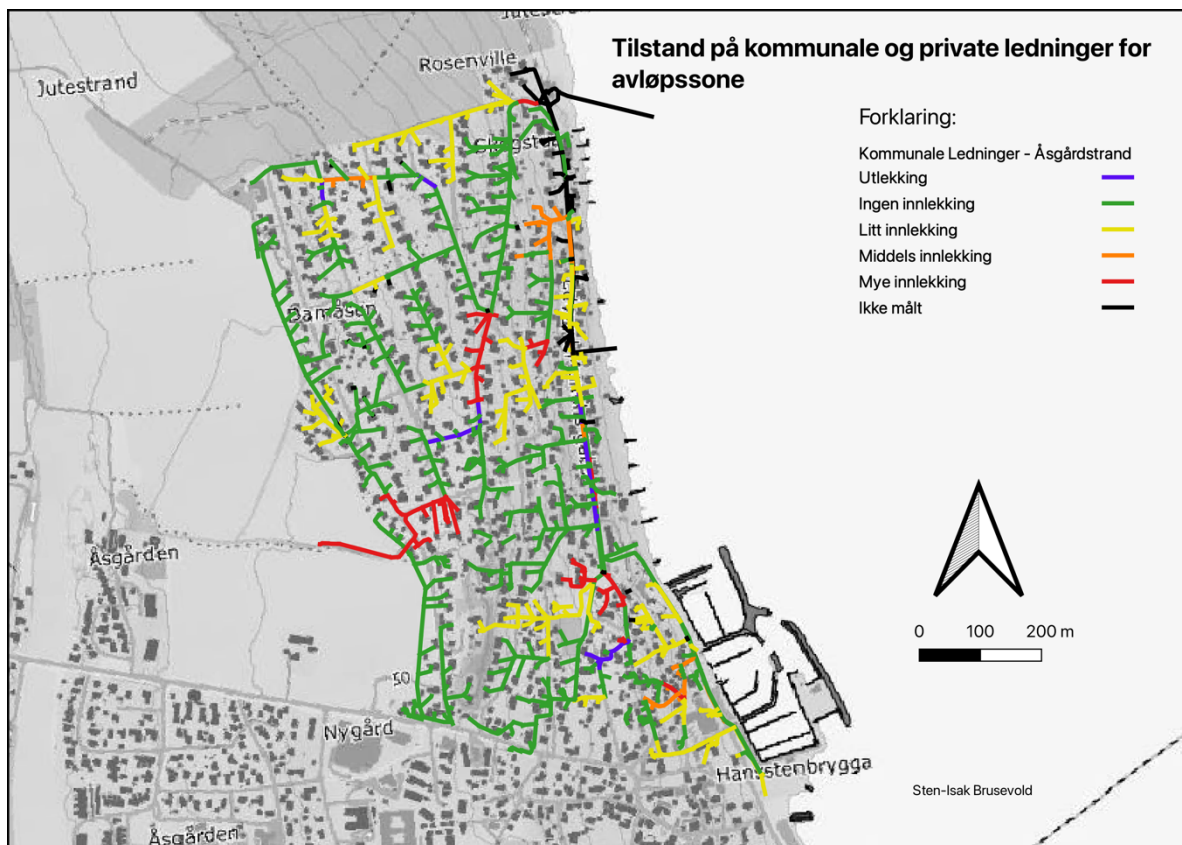 Jutestrand
Rosenville
Tilstand på kommunale og private ledninger for
avløpssone
Jutestrand
Forklaring:
Kommunale Ledninger - Åsgårdstrand
Utlekking
Ingen innlekking
Litt innlekking
Middels innlekking
Mye innlekking
Ikke målt
Åsgården
0 100 200 m
50
Nygård
Hansstenbrygga
Sten-Isak Brusevold
Åsgården